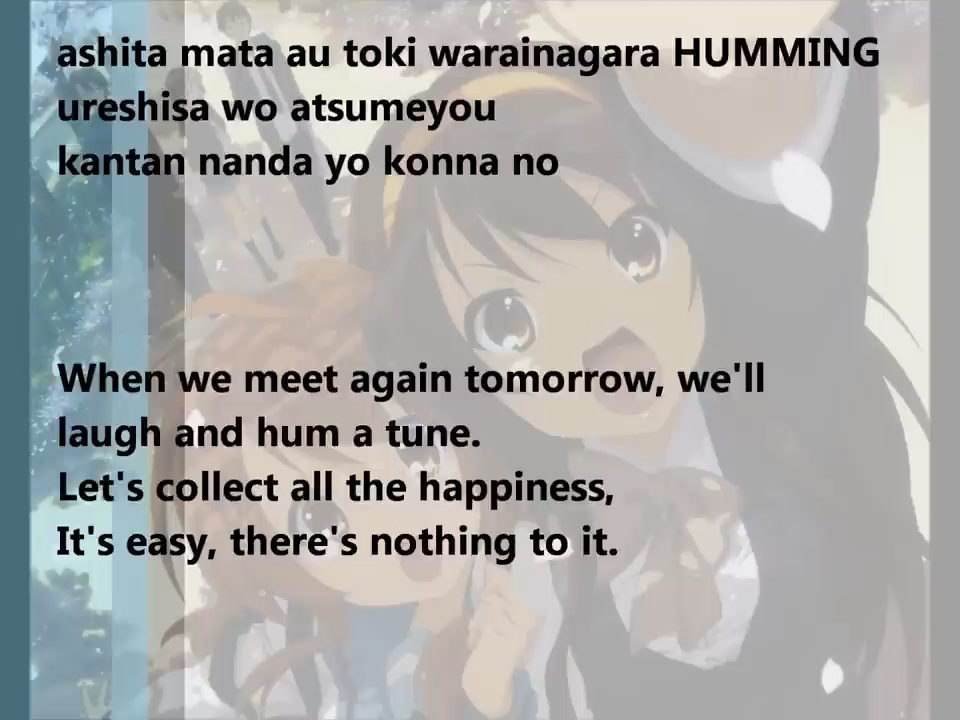 ashita mata au toki warainagara HUMMING
ureshisa wo atsumeyou
kantan nanda yo konna no
When we meet again tomorrow, we'll
laugh and hum a tune.
Let's collect all the happiness,
It's easy, there's nothing to it.